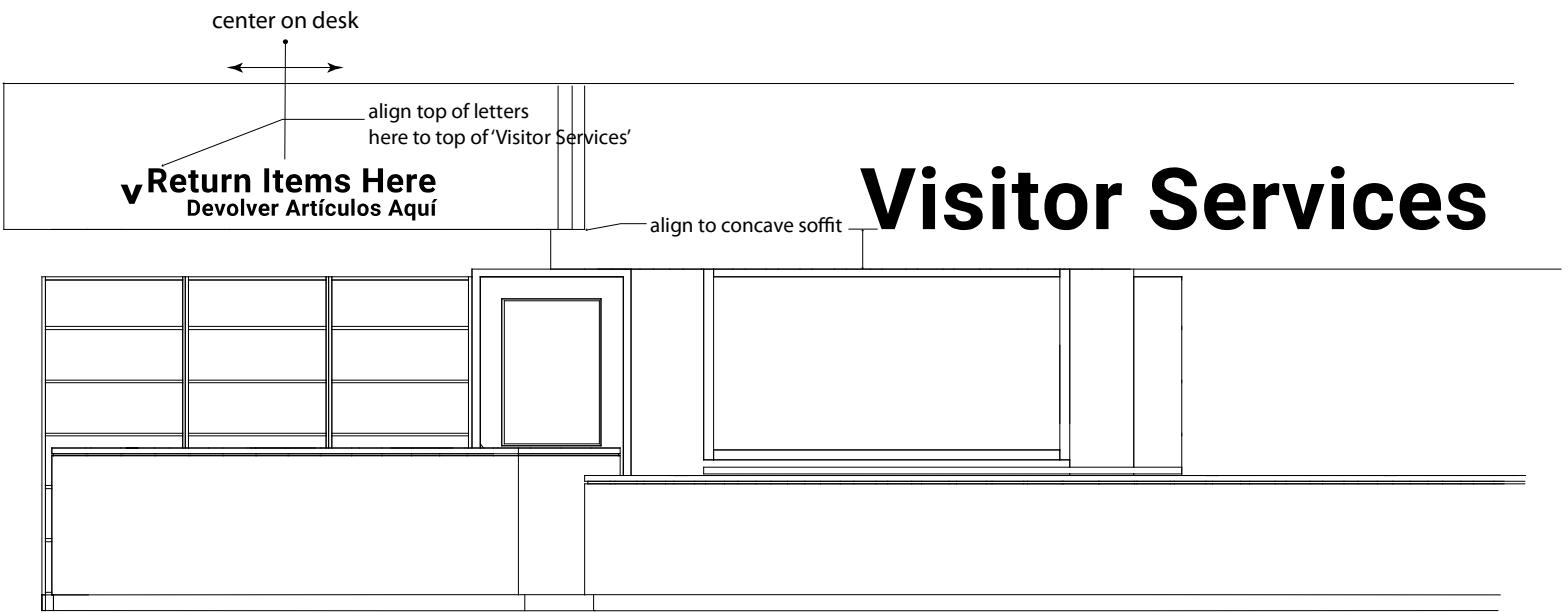 center on desk
align top of letters
here to top of 'Visitor Services'
v Return Items Here
Devolver Artículos Aquí
align to concave soffit
Visitor Services